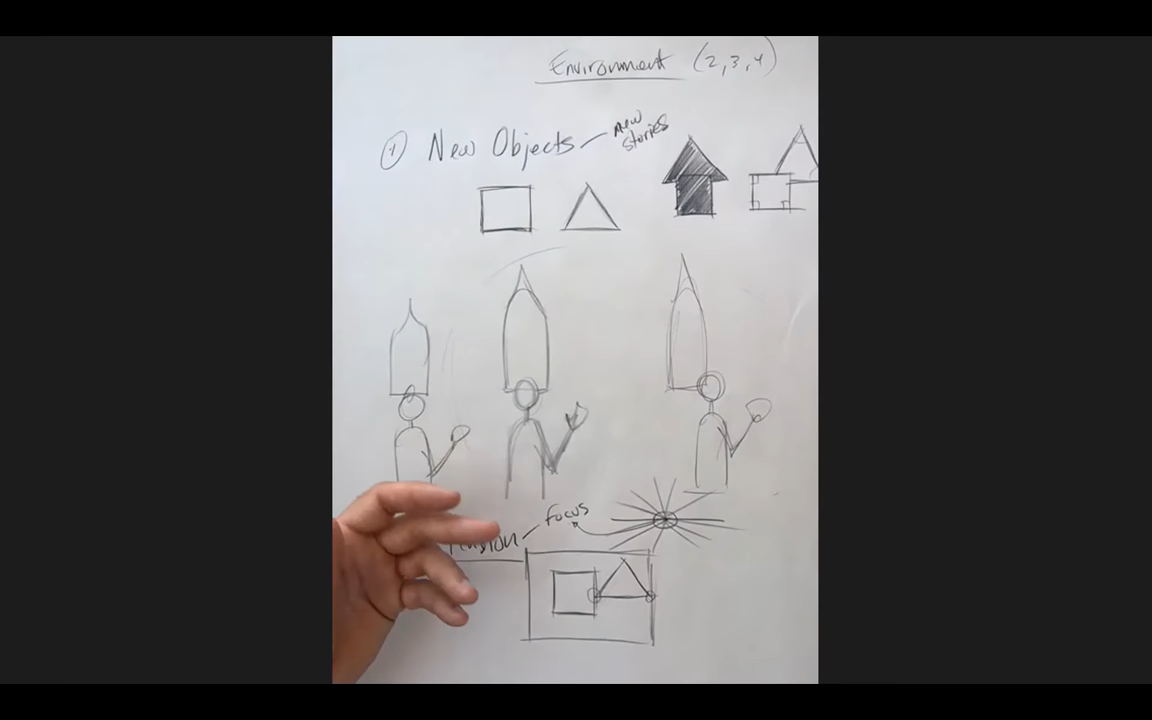 Environment (2,3,4)
① New Objects
new
stories
focus